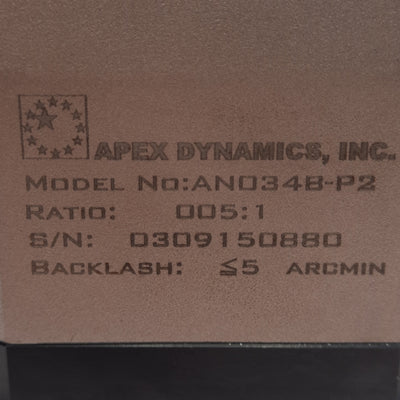 APEX DYNAMICS, INC.
MODEL NO:AN034B-P2
RATIO: 005:1
S/N: 0309150880
BACKLASH: ≦5 ARCMIN